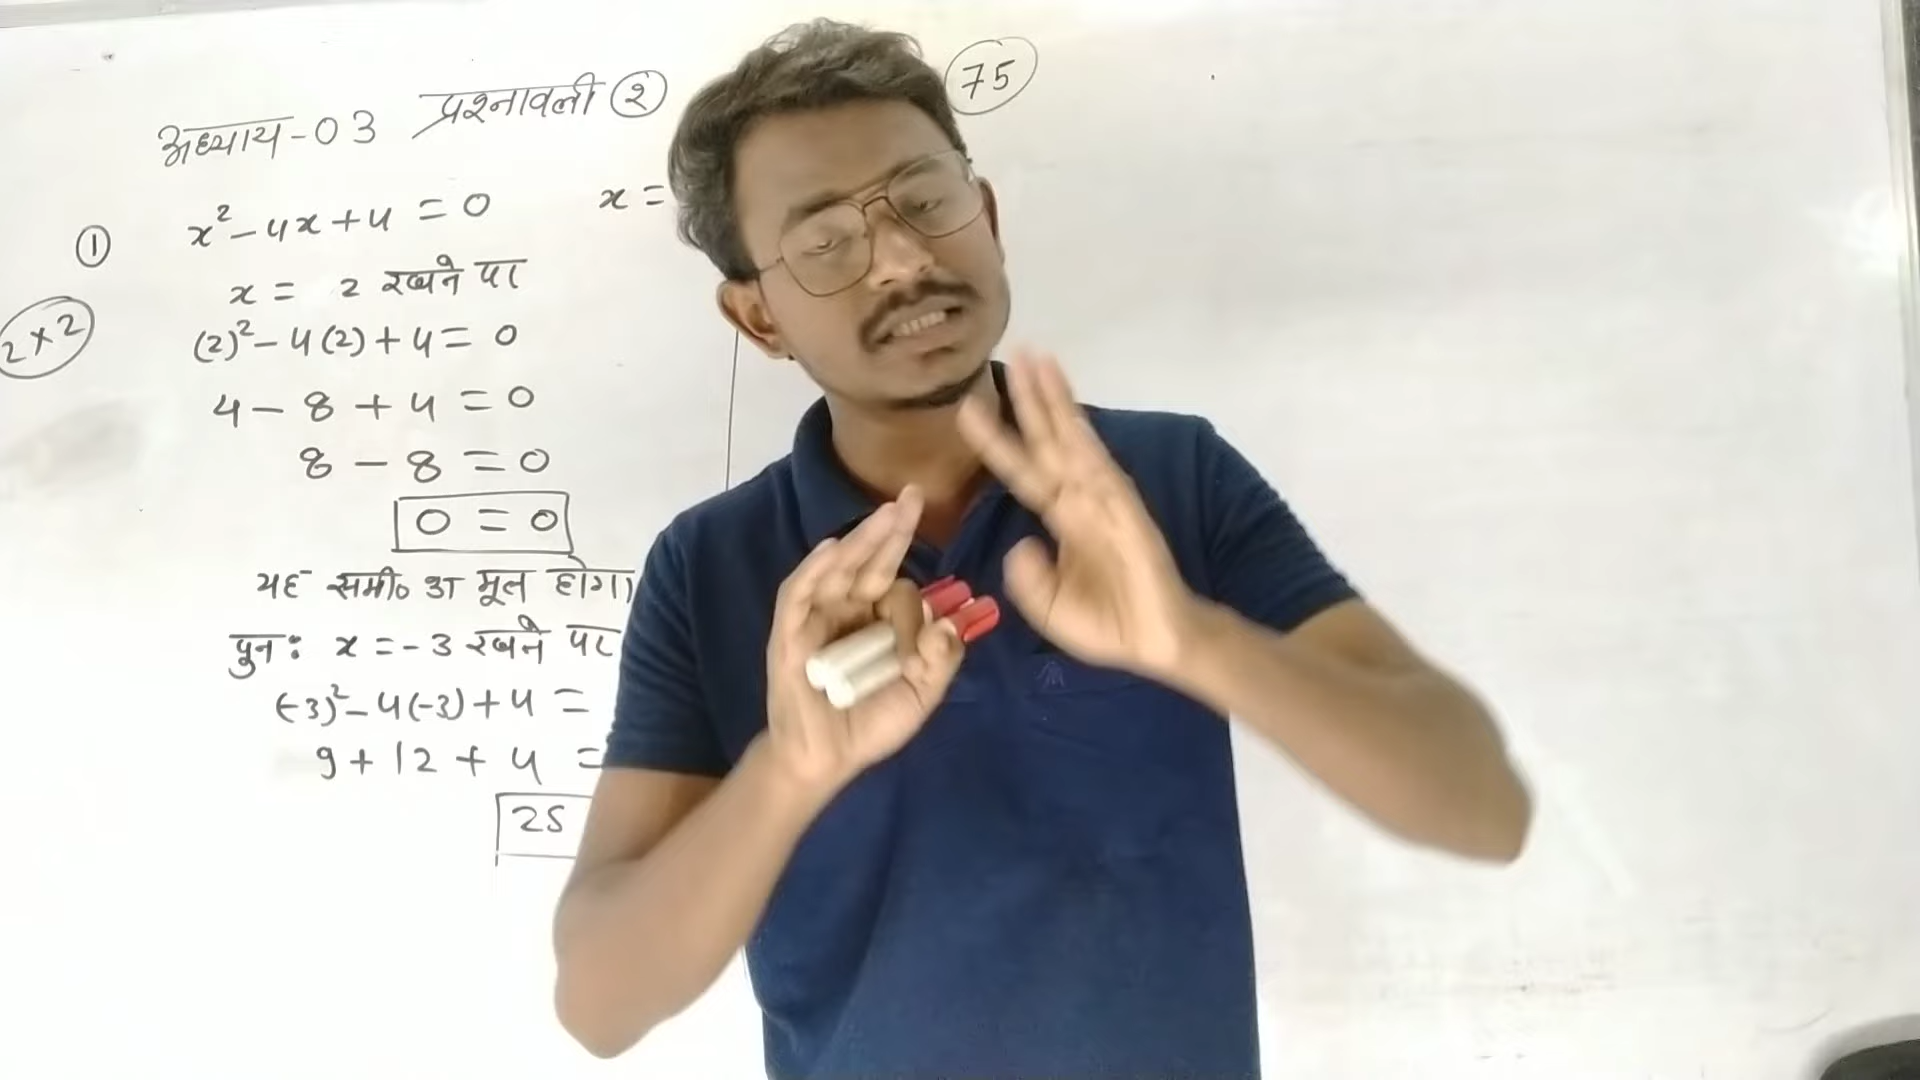 अध्याय-03 प्रश्नावली २
75
① x² - 4x + 4 = 0
x =
x = 2 रखने पर
2x2
(2)² - 4(2) + 4 = 0
4 - 8 + 4 = 0
8 - 8 = 0
0 = 0
यह समी० का मूल होगा
पुनः x = -3 रखने पर
(-3)² - 4(-3) + 4 =
9 + 12 + 4 =
25